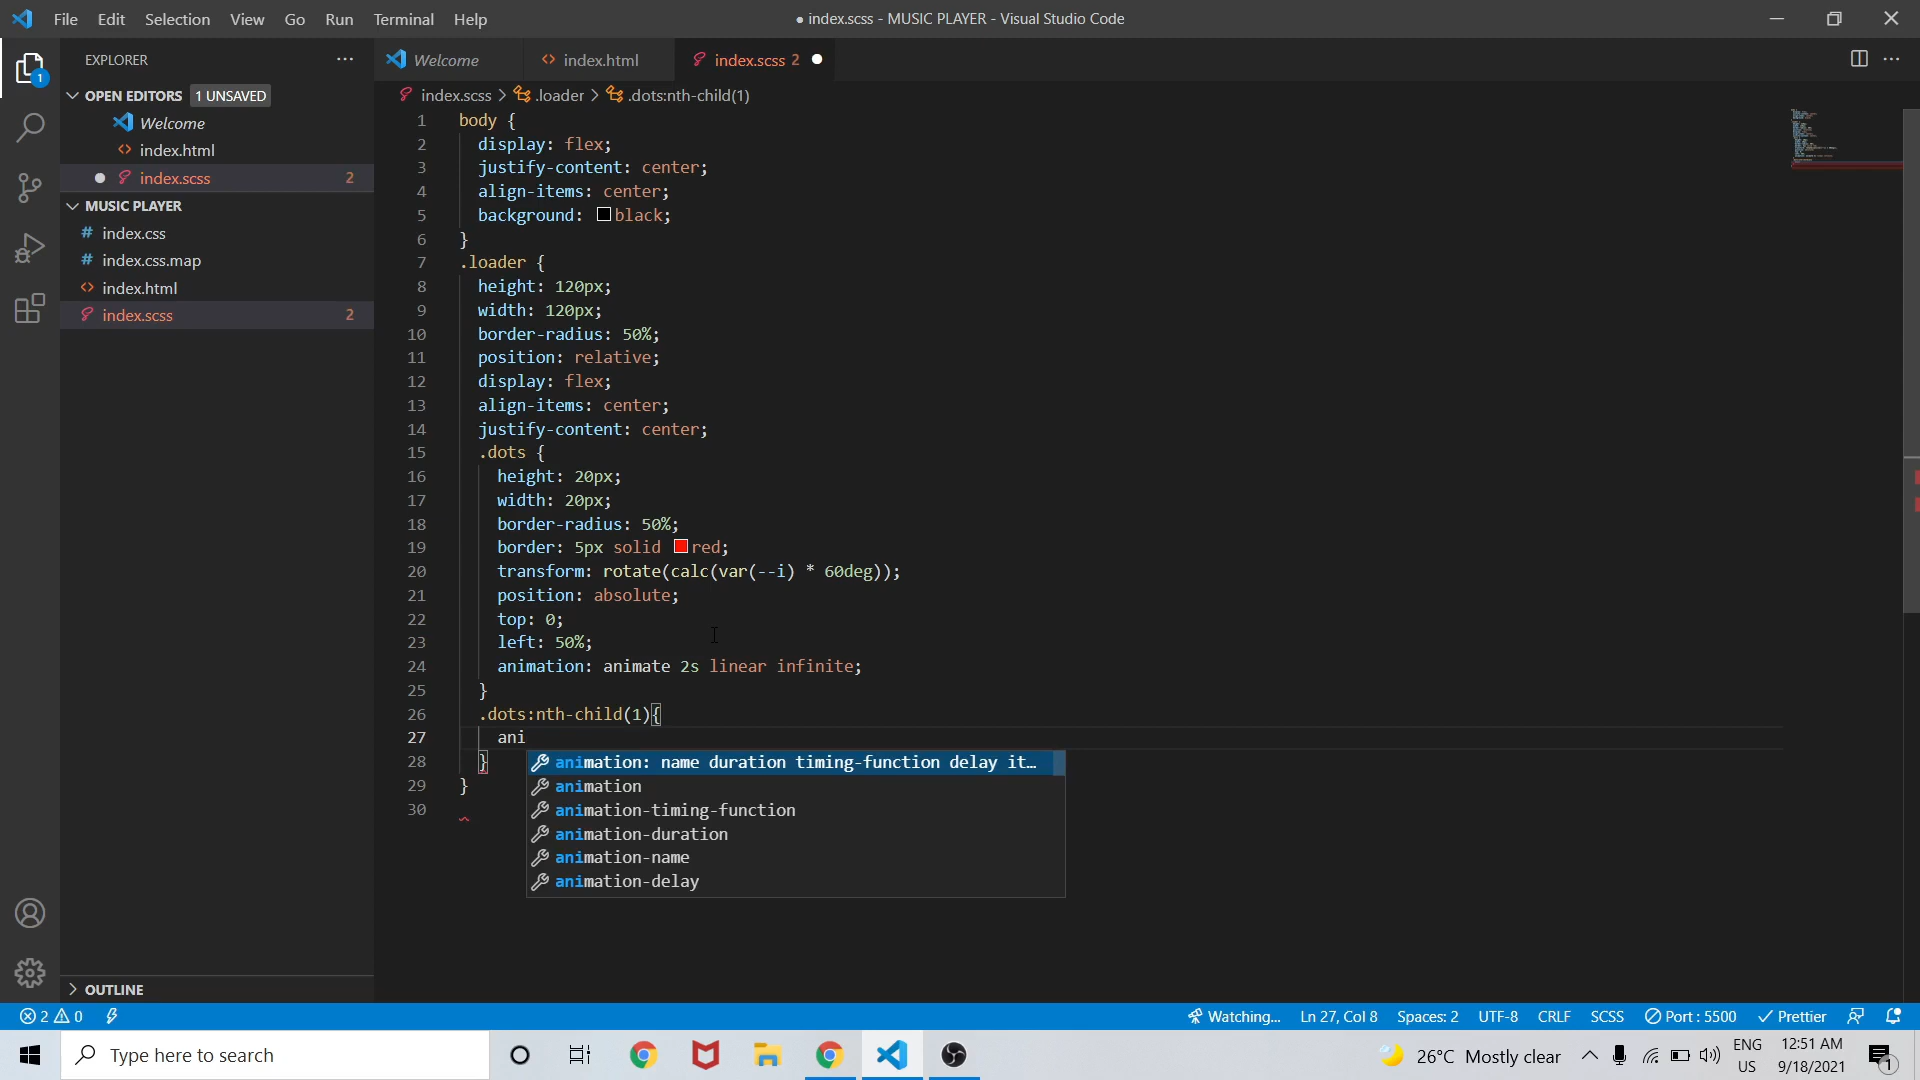 File Edit Selection View Go Run Terminal Help
● index.scss - MUSIC PLAYER - Visual Studio Code
EXPLORER
Welcome index.html index.scss 2
OPEN EDITORS 1 UNSAVED
index.scss > .loader > .dots:nth-child(1)
Welcome
index.html
index.scss 2
MUSIC PLAYER
# index.css
# index.css.map
index.html
index.scss 2
1 body {
2 display: flex;
3 justify-content: center;
4 align-items: center;
5 background: black;
6 }
7 .loader {
8 height: 120px;
9 width: 120px;
10 border-radius: 50%;
11 position: relative;
12 display: flex;
13 align-items: center;
14 justify-content: center;
15 .dots {
16 height: 20px;
17 width: 20px;
18 border-radius: 50%;
19 border: 5px solid red;
20 transform: rotate(calc(var(--i) * 60deg));
21 position: absolute;
22 top: 0;
23 left: 50%;
24 animation: animate 2s linear infinite;
25 }
26 .dots:nth-child(1){
27 ani
28 }
29 }
30
animation: name duration timing-function delay it…
animation
animation-timing-function
animation-duration
animation-name
animation-delay
OUTLINE
1
2 0
Watching... Ln 27, Col 8 Spaces: 2 UTF-8 CRLF SCSS Port : 5500 Prettier
Type here to search
26°C Mostly clear
ENG
US
12:51 AM
9/18/2021
1